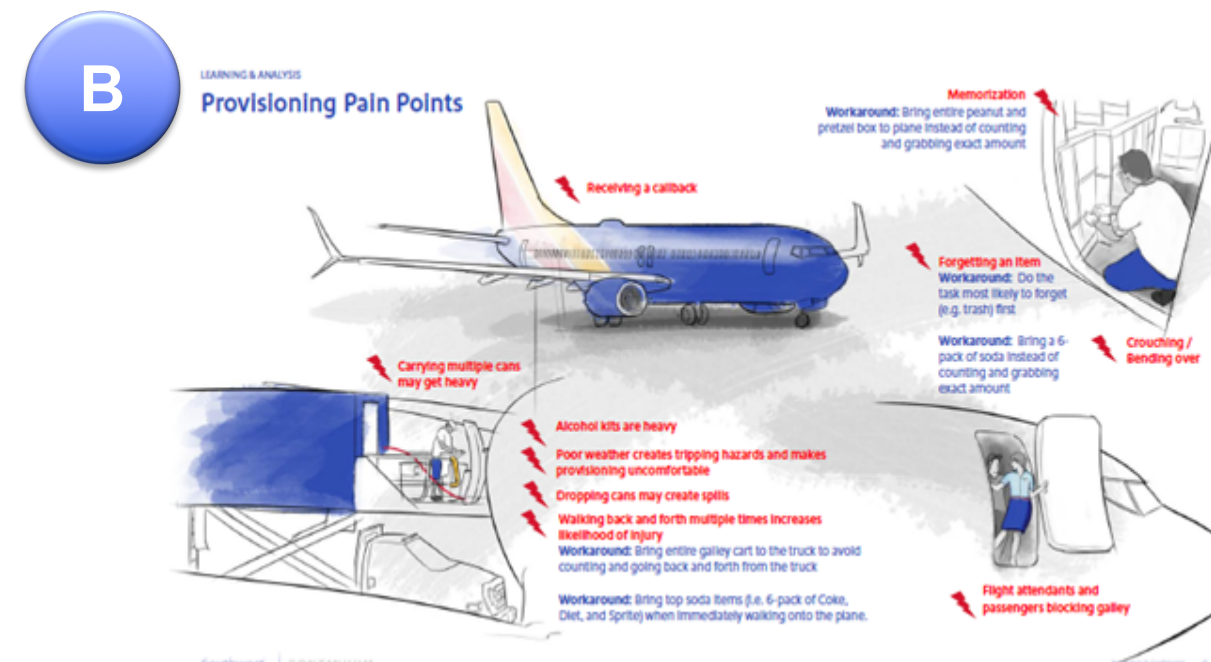 B
LEARNING & ANALYSIS
Provisioning Pain Points
Memorization
Workaround: Bring entire peanut and
pretzel box to plane instead of counting
and grabbing exact amount
Receiving a callback
Forgetting an item
Workaround: Do the
task most likely to forget
(e.g. trash) first
Workaround: Bring a 6-
pack of soda instead of
counting and grabbing
exact amount
Crouching /
Bending over
Carrying multiple cans
may get heavy
Alcohol kits are heavy
Poor weather creates tripping hazards and makes
provisioning uncomfortable
Dropping cans may create spills
Walking back and forth multiple times increases
likelihood of injury
Workaround: Bring entire galley cart to the truck to avoid
counting and going back and forth from the truck
Workaround: Bring top soda items (i.e. 6-pack of Coke,
Diet, and Sprite) when immediately walking onto the plane.
Flight attendants and
passengers blocking galley